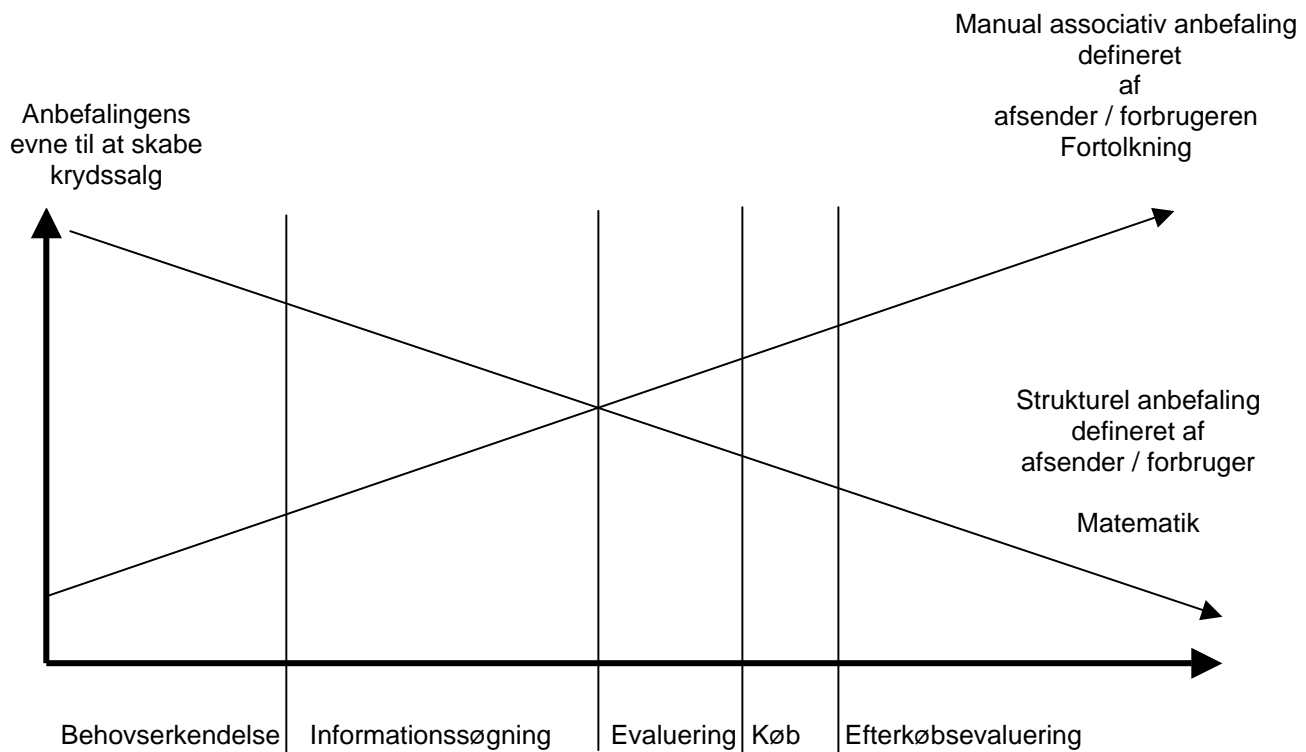 Manual associativ anbefaling
defineret
af
afsender / forbrugeren
Fortolkning
Anbefalingens
evne til at skabe
krydssalg
Strukturel anbefaling
defineret af
afsender / forbruger
Matematik
Behovserkendelse Informationssøgning Evaluering Køb Efterkøbsevaluering